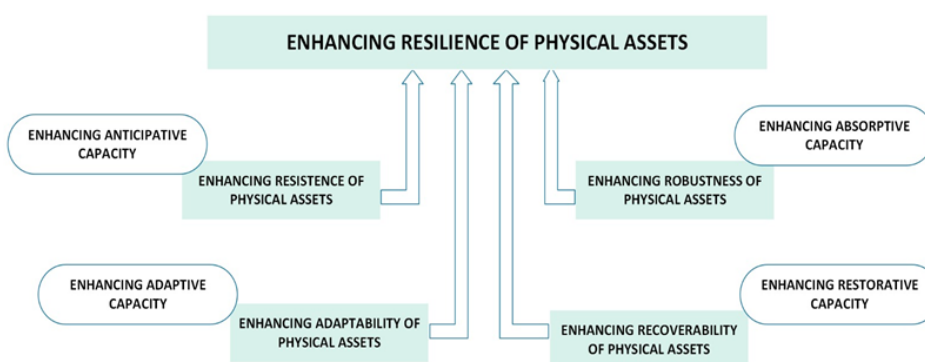 ENHANCING RESILIENCE OF PHYSICAL ASSETS
ENHANCING ANTICIPATIVE
CAPACITY
ENHANCING RESISTENCE OF
PHYSICAL ASSETS
ENHANCING ABSORPTIVE
CAPACITY
ENHANCING ROBUSTNESS OF
PHYSICAL ASSETS
ENHANCING ADAPTIVE
CAPACITY
ENHANCING ADAPTABILITY OF
PHYSICAL ASSETS
ENHANCING RESTORATIVE
CAPACITY
ENHANCING RECOVERABILITY
OF PHYSICAL ASSETS